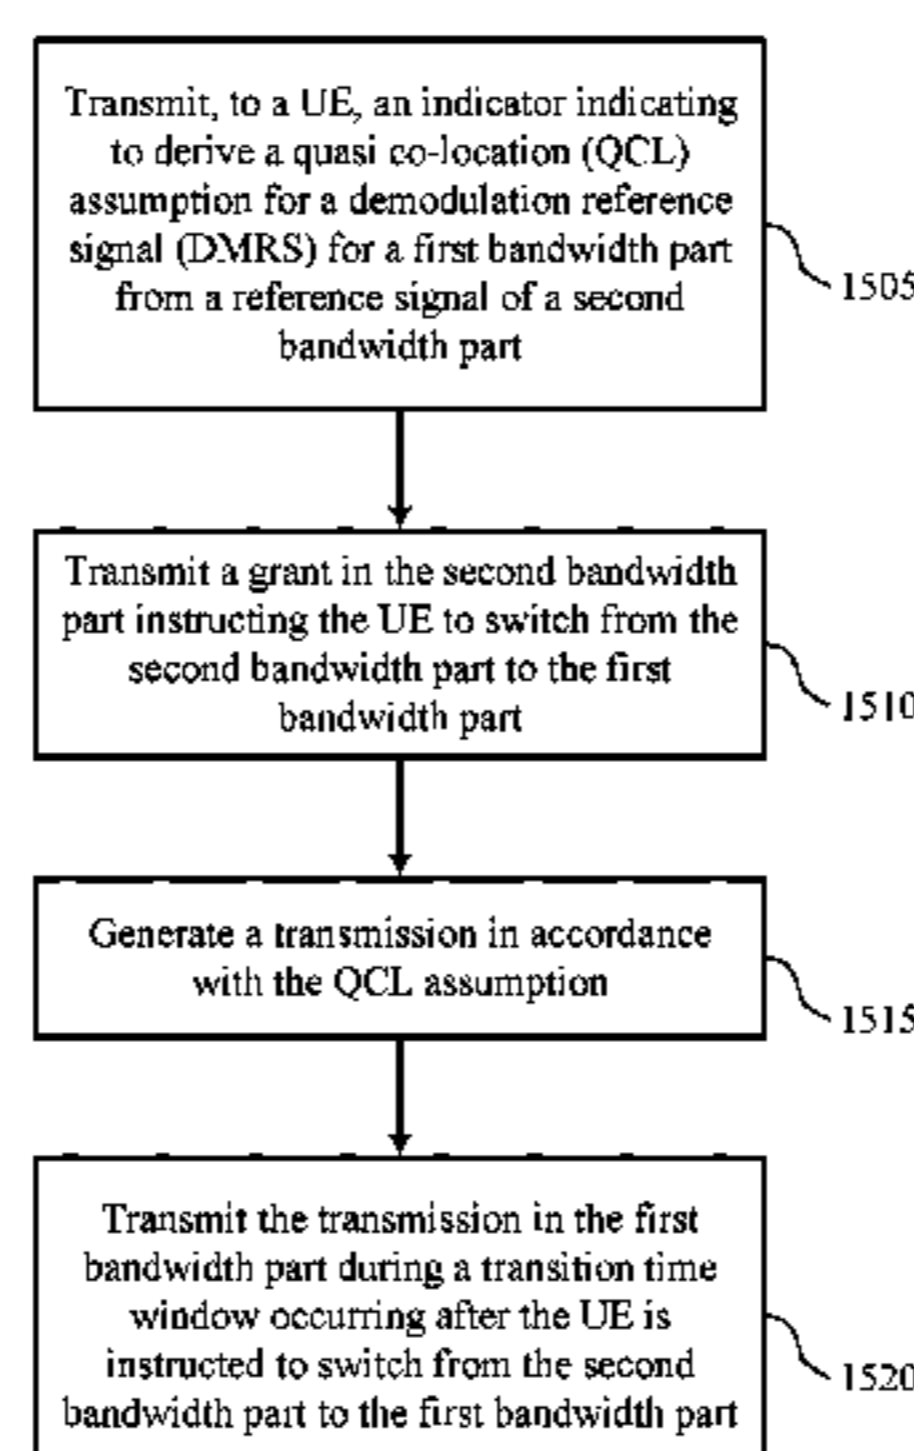 Transmit, to a UE, an indicator indicating
to derive a quasi co-location (QCL)
assumption for a demodulation reference
signal (DMRS) for a first bandwidth part
from a reference signal of a second
bandwidth part
1505
Transmit a grant in the second bandwidth
part instructing the UE to switch from the
second bandwidth part to the first
bandwidth part
1510
Generate a transmission in accordance
with the QCL assumption
1515
Transmit the transmission in the first
bandwidth part during a transition time
window occurring after the UE is
instructed to switch from the second
bandwidth part to the first bandwidth part
1520